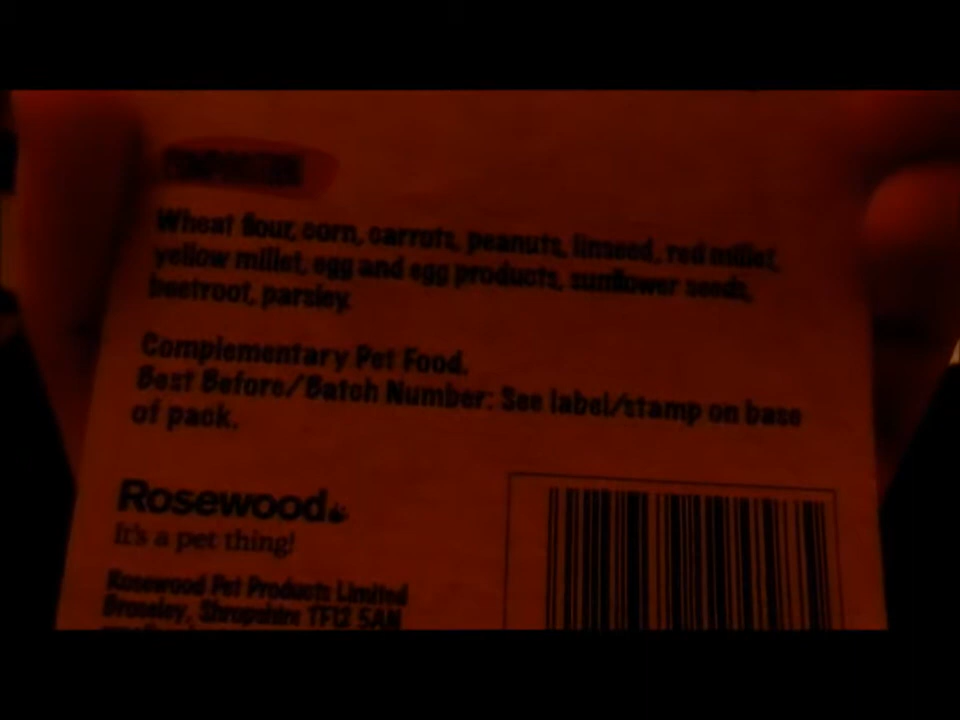 COMPOSITION
Wheat flour, corn, carrots, peanuts, linseed, red millet,
yellow millet, egg and egg products, sunflower seeds,
beetroot, parsley.
Complementary Pet Food.
Best Before/Batch Number: See label/stamp on base
of pack.
Rosewood
It's a pet thing!
Rosewood Pet Products Limited
Broseley, Shropshire TF12 5AN